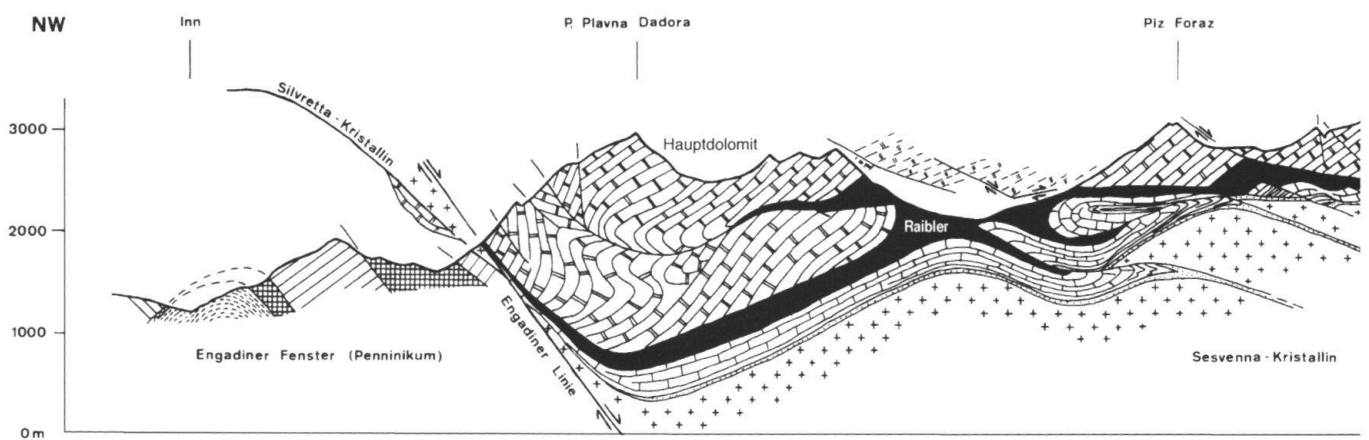 NW
Inn
P. Plavna Dadora
Piz Foraz
Silvretta - Kristallin
3000
Hauptdolomit
2000
Raibler
1000
Engadiner Fenster (Penninikum)
Engadiner Linie
Sesvenna - Kristallin
0 m